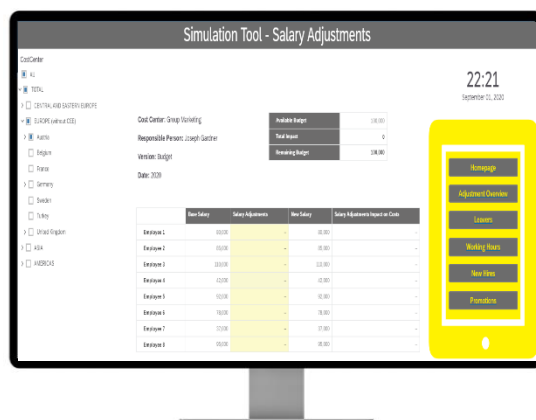 Simulation Tool - Salary Adjustments
CostCenter
All
TOTAL
CENTRAL AND EASTERN EUROPE
EUROPE (without CEE)
Austria
Belgium
France
Germany
Sweden
Turkey
United Kingdom
ASIA
AMERICAS
Cost Center: Group Marketing
Responsible Person: Joseph Gardner
Version: Budget
Date: 2020
Available Budget 100,000
Total Impact 0
Remaining Budget 100,000
Base Salary Salary Adjustments New Salary Salary Adjustments Impact on Costs
Employee 1
Employee 2
Employee 3
Employee 4
Employee 5
Employee 6
Employee 7
Employee 8
22:21
September 01, 2020
Homepage
Adjustment Overview
Leavers
Working Hours
New Hires
Promotions